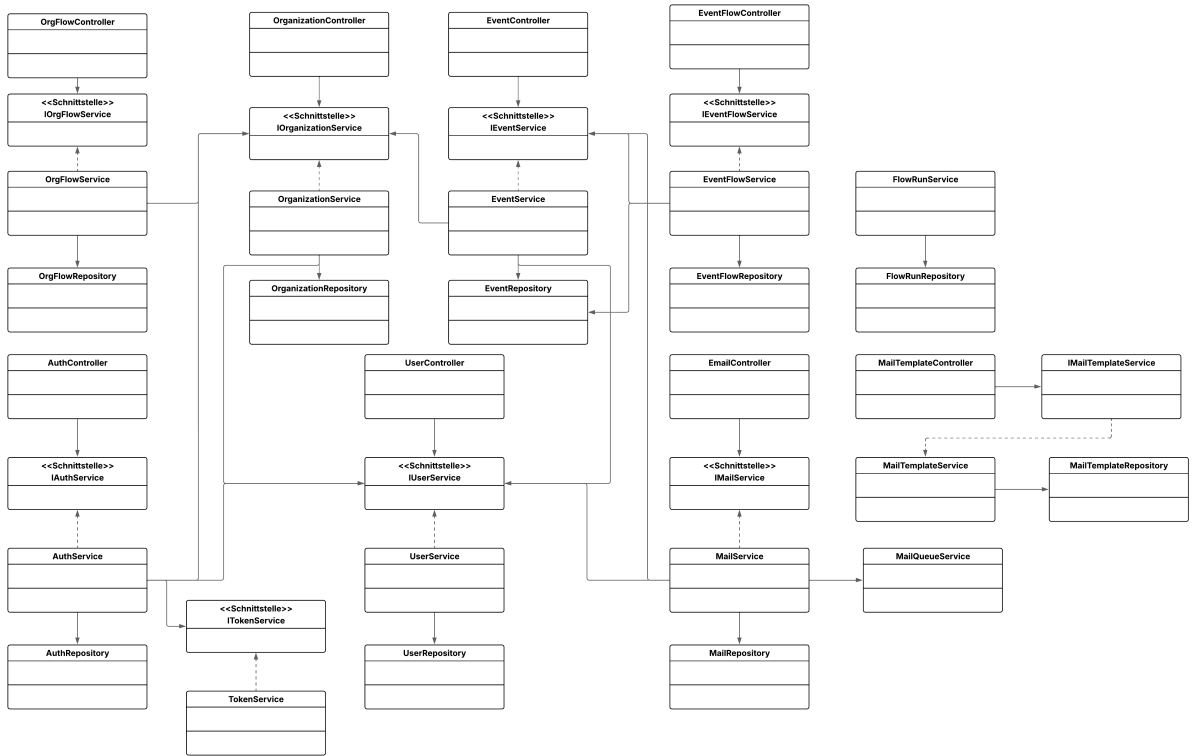 OrgFlowController
OrganizationController
EventController
EventFlowController
<<Schnittstelle>>
IOrgFlowService
<<Schnittstelle>>
IOrganizationService
<<Schnittstelle>>
IEventService
<<Schnittstelle>>
IEventFlowService
OrgFlowService
OrganizationService
EventService
EventFlowService
FlowRunService
OrgFlowRepository
OrganizationRepository
EventRepository
EventFlowRepository
FlowRunRepository
AuthController
UserController
EmailController
MailTemplateController
IMailTemplateService
<<Schnittstelle>>
IAuthService
<<Schnittstelle>>
IUserService
<<Schnittstelle>>
IMailService
MailTemplateService
MailTemplateRepository
AuthService
UserService
MailService
MailQueueService
<<Schnittstelle>>
ITokenService
AuthRepository
UserRepository
MailRepository
TokenService